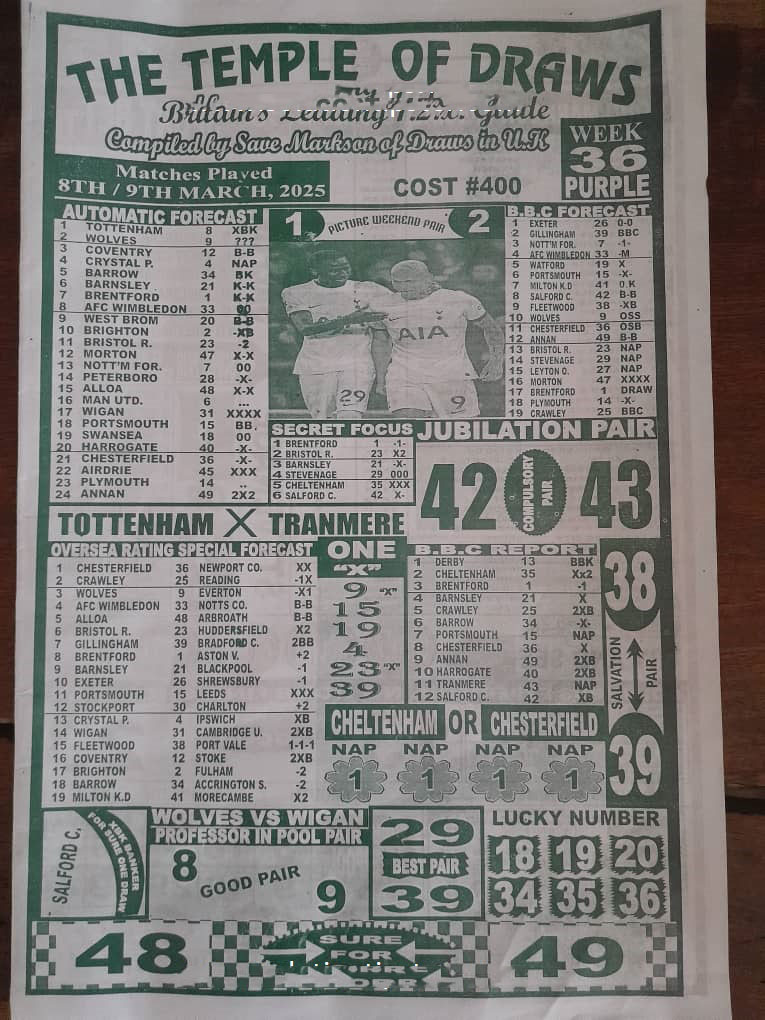 THE TEMPLE OF DRAWS
Britain's Leading Guide
Compiled by Save Markson of Draws in U.K
WEEK
36
PURPLE
Matches Played
8TH / 9TH MARCH, 2025
COST #400
AUTOMATIC FORECAST
1 TOTTENHAM 8 XBK
2 WOLVES 9 ???
3 COVENTRY 12 B-B
4 CRYSTAL P. 4 NAP
5 BARROW 34 BK
6 BARNSLEY 21 K-K
7 BRENTFORD 1 K-K
8 AFC WIMBLEDON 33 00
9 WEST BROM 20 B-B
10 BRIGHTON 2 -XB
11 BRISTOL R. 23 -2
12 MORTON 47 X-X
13 NOTT'M FOR. 7 00
14 PETERBORO 28 -X-
15 ALLOA 48 X-X
16 MAN UTD. 6 ...
17 WIGAN 31 XXXX
18 PORTSMOUTH 15 BB.
19 SWANSEA 18 00
20 HARROGATE 40 -X-
21 CHESTERFIELD 36 -X-
22 AIRDRIE 45 XXX
23 PLYMOUTH 14 ..
24 ANNAN 49 2X2
1 PICTURE WEEKEND PAIR 2
AIA
29
9
B.B.C FORECAST
1 EXETER 26 0-0
2 GILLINGHAM 39 BBC
3 NOTT'M FOR. 7 -1-
4 AFC WIMBLEDON 33 -M
5 WATFORD 19 X
6 PORTSMOUTH 15 -X-
7 MILTON K.D 41 0.K
8 SALFORD C. 42 B-B
9 FLEETWOOD 38 -XB
10 WOLVES 9 OSS
11 CHESTERFIELD 36 OSB
12 ANNAN 49 B-B
13 BRISTOL R. 23 NAP
14 STEVENAGE 29 NAP
15 LEYTON O. 27 NAP
16 MORTON 47 XXXX
17 BRENTFORD 1 DRAW
18 PLYMOUTH 14 -X-
19 CRAWLEY 25 BBC
SECRET FOCUS
1 BRENTFORD 1 -1-
2 BRISTOL R. 23 X2
3 BARNSLEY 21 -X-
4 STEVENAGE 29 000
5 CHELTENHAM 35 XXX
6 SALFORD C. 42 X-
JUBILATION PAIR
42 COMPULSORY PAIR 43
TOTTENHAM X TRANMERE
OVERSEA RATING SPECIAL FORECAST
1 CHESTERFIELD 36 NEWPORT CO. XX
2 CRAWLEY 25 READING -1X
3 WOLVES 9 EVERTON -X1
4 AFC WIMBLEDON 33 NOTTS CO. B-B
5 ALLOA 48 ARBROATH B-B
6 BRISTOL R. 23 HUDDERSFIELD X2
7 GILLINGHAM 39 BRADFORD C. 2BB
8 BRENTFORD 1 ASTON V. +2
9 BARNSLEY 21 BLACKPOOL -1
10 EXETER 26 SHREWSBURY -1
11 PORTSMOUTH 15 LEEDS XXX
12 STOCKPORT 30 CHARLTON +2
13 CRYSTAL P. 4 IPSWICH XB
14 WIGAN 31 CAMBRIDGE U. 2XB
15 FLEETWOOD 38 PORT VALE 1-1-1
16 COVENTRY 12 STOKE 2XB
17 BRIGHTON 2 FULHAM -2
18 BARROW 34 ACCRINGTON S. -2
19 MILTON K.D 41 MORECAMBE X2
ONE
"X"
9 "X"
15
19
4
23 "X"
39
B.B.C REPORT
1 DERBY 13 BBK
2 CHELTENHAM 35 Xx2
3 BRENTFORD 1 -1
4 BARNSLEY 21 X
5 CRAWLEY 25 2XB
6 BARROW 34 -X-
7 PORTSMOUTH 15 NAP
8 CHESTERFIELD 36 X
9 ANNAN 49 2XB
10 HARROGATE 40 2XB
11 TRANMERE 43 NAP
12 SALFORD C. 42 XB
38
SALVATION PAIR
39
CHELTENHAM OR CHESTERFIELD
NAP NAP NAP NAP
1 1 1 1
SALFORD C.
XBK BANKER
FOR SURE ONE DRAW
WOLVES VS WIGAN
PROFESSOR IN POOL PAIR
8 GOOD PAIR 9
29
BEST PAIR
39
LUCKY NUMBER
18 19 20
34 35 36
48
SURE
FOR
49